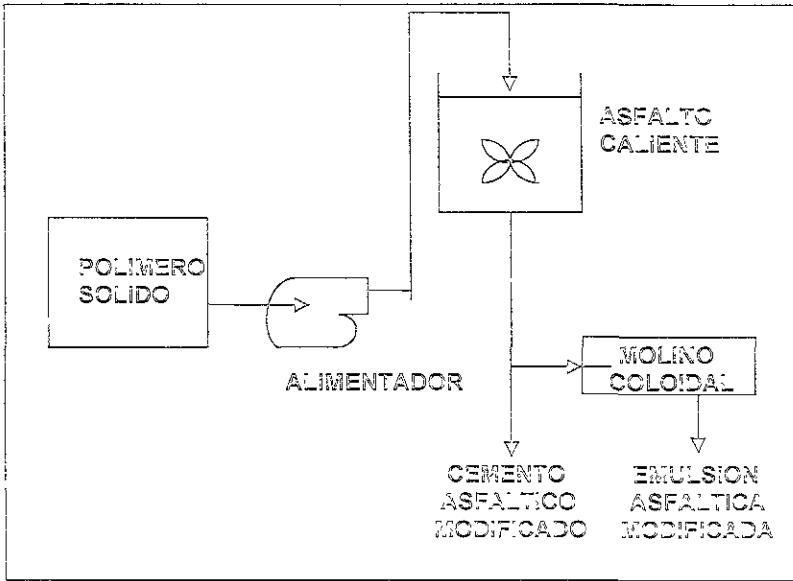 ASFALTO
CALIENTE
POLIMERO
SOLIDO
ALIMENTADOR
MOLINO
COLOIDAL
CEMENTO
ASFALTICO
MODIFICADO
EMULSION
ASFALTICA
MODIFICADA